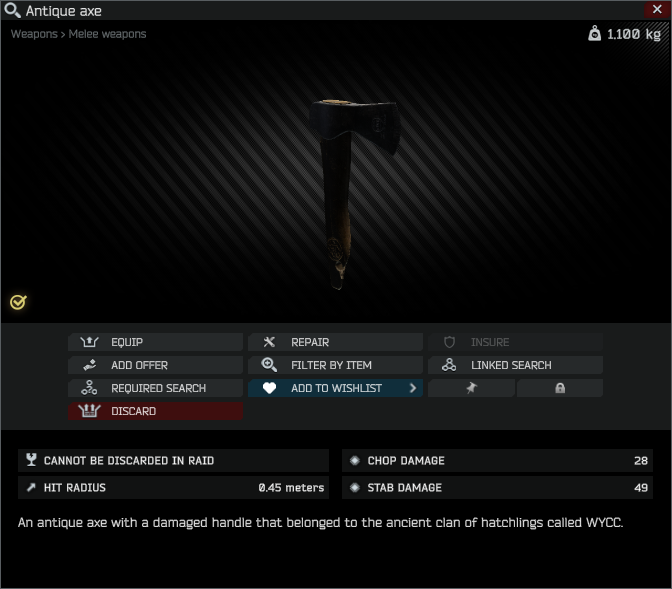 Antique axe
Weapons > Melee weapons
1.100 kg
EQUIP
REPAIR
INSURE
ADD OFFER
FILTER BY ITEM
LINKED SEARCH
REQUIRED SEARCH
ADD TO WISHLIST
DISCARD
CANNOT BE DISCARDED IN RAID
CHOP DAMAGE 28
HIT RADIUS 0.45 meters
STAB DAMAGE 49
An antique axe with a damaged handle that belonged to the ancient clan of hatchlings called WYCC.